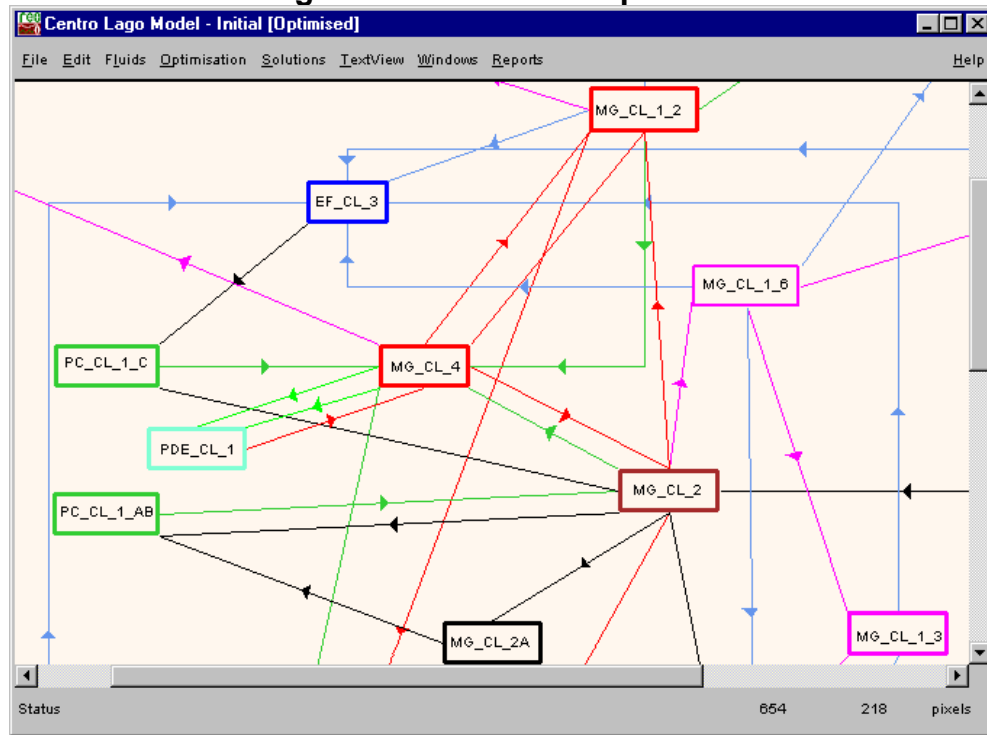 Centro Lago Model - Initial [Optimised]
File Edit Fluids Optimisation Solutions TextView Windows Reports Help
MG_CL_1_2
EF_CL_3
MG_CL_1_6
PC_CL_1_C
MG_CL_4
PDE_CL_1
MG_CL_2
PC_CL_1_AB
MG_CL_2A
MG_CL_1_3
Status 654 218 pixels